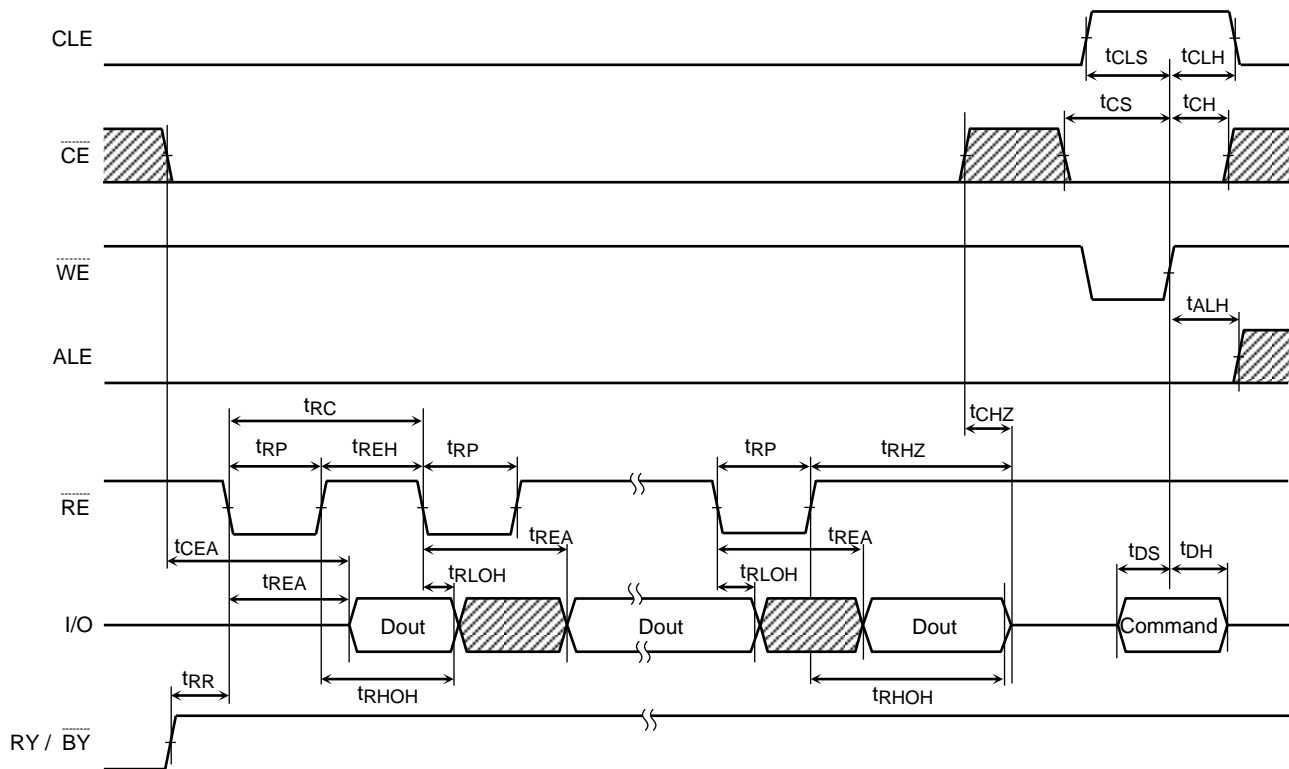 CLE
tCLS
tCLH
tCS
tCH
CE
WE
tALH
ALE
tRC
tCHZ
tRP
tREH
tRP
tRP
tRHZ
RE
tCEA
tREA
tREA
tDS
tDH
tREA
tRLOH
tRLOH
I/O
Dout
Dout
Dout
Command
tRR
tRHOH
tRHOH
RY / BY